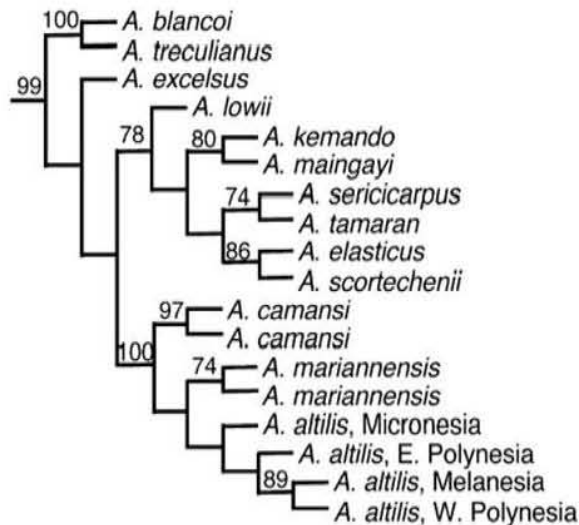 100 A. blancoi
A. treculianus
99 A. excelsus
A. lowii
78 80 A. kemando
A. maingayi
74 A. sericicarpus
A. tamaran
86 A. elasticus
A. scortechenii
97 A. camansi
A. camansi
100 74 A. mariannensis
A. mariannensis
A. altilis, Micronesia
A. altilis, E. Polynesia
89 A. altilis, Melanesia
A. altilis, W. Polynesia